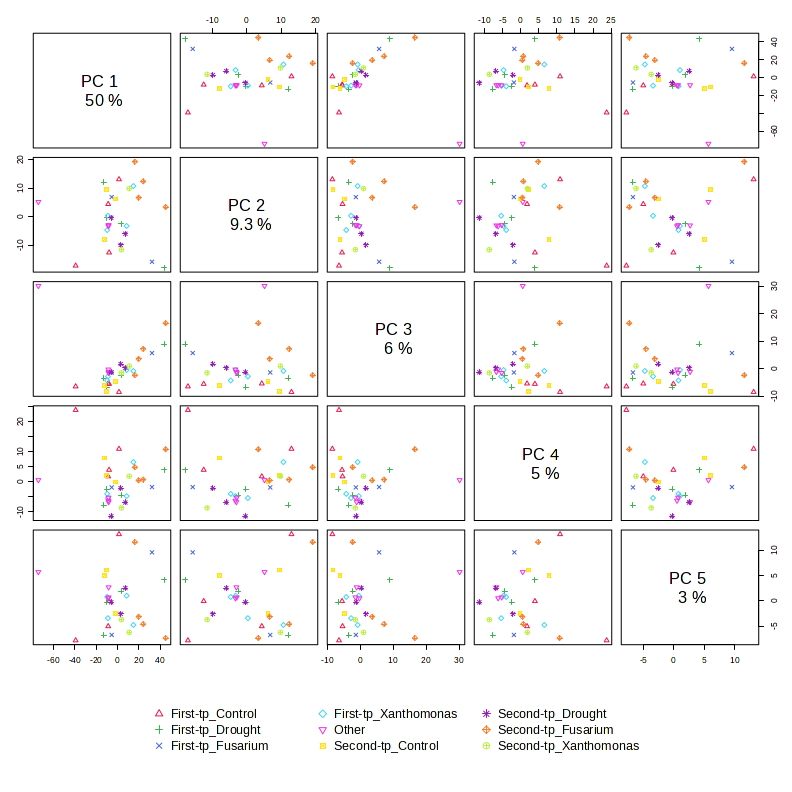 -10 0 10 20 -10 -5 0 5 10 15 25
PC 1
50 %
-60 -20 0 20 40
-10 0 10 20
PC 2
9.3 %
PC 3
6 %
-10 0 10 20 30
-10 -5 0 5 10 20
PC 4
5 %
PC 5
3 %
-5 0 5 10
-60 -40 -20 0 20 40 -10 0 10 20 30 -5 0 5 10
First-tp_Control First-tp_Xanthomonas Second-tp_Drought
First-tp_Drought Other Second-tp_Fusarium
First-tp_Fusarium Second-tp_Control Second-tp_Xanthomonas